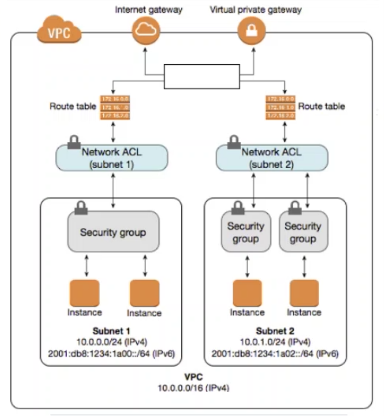 Internet gateway
Virtual private gateway
VPC
Route table
Route table
Network ACL
(subnet 1)
Network ACL
(subnet 2)
Security group
Security
group
Security
group
Instance
Instance
Instance
Instance
Subnet 1
10.0.0.0/24 (IPv4)
2001:db8:1234:1a00::/64 (IPv6)
Subnet 2
10.0.1.0/24 (IPv4)
2001:db8:1234:1a02::/64 (IPv6)
VPC
10.0.0.0/16 (IPv4)